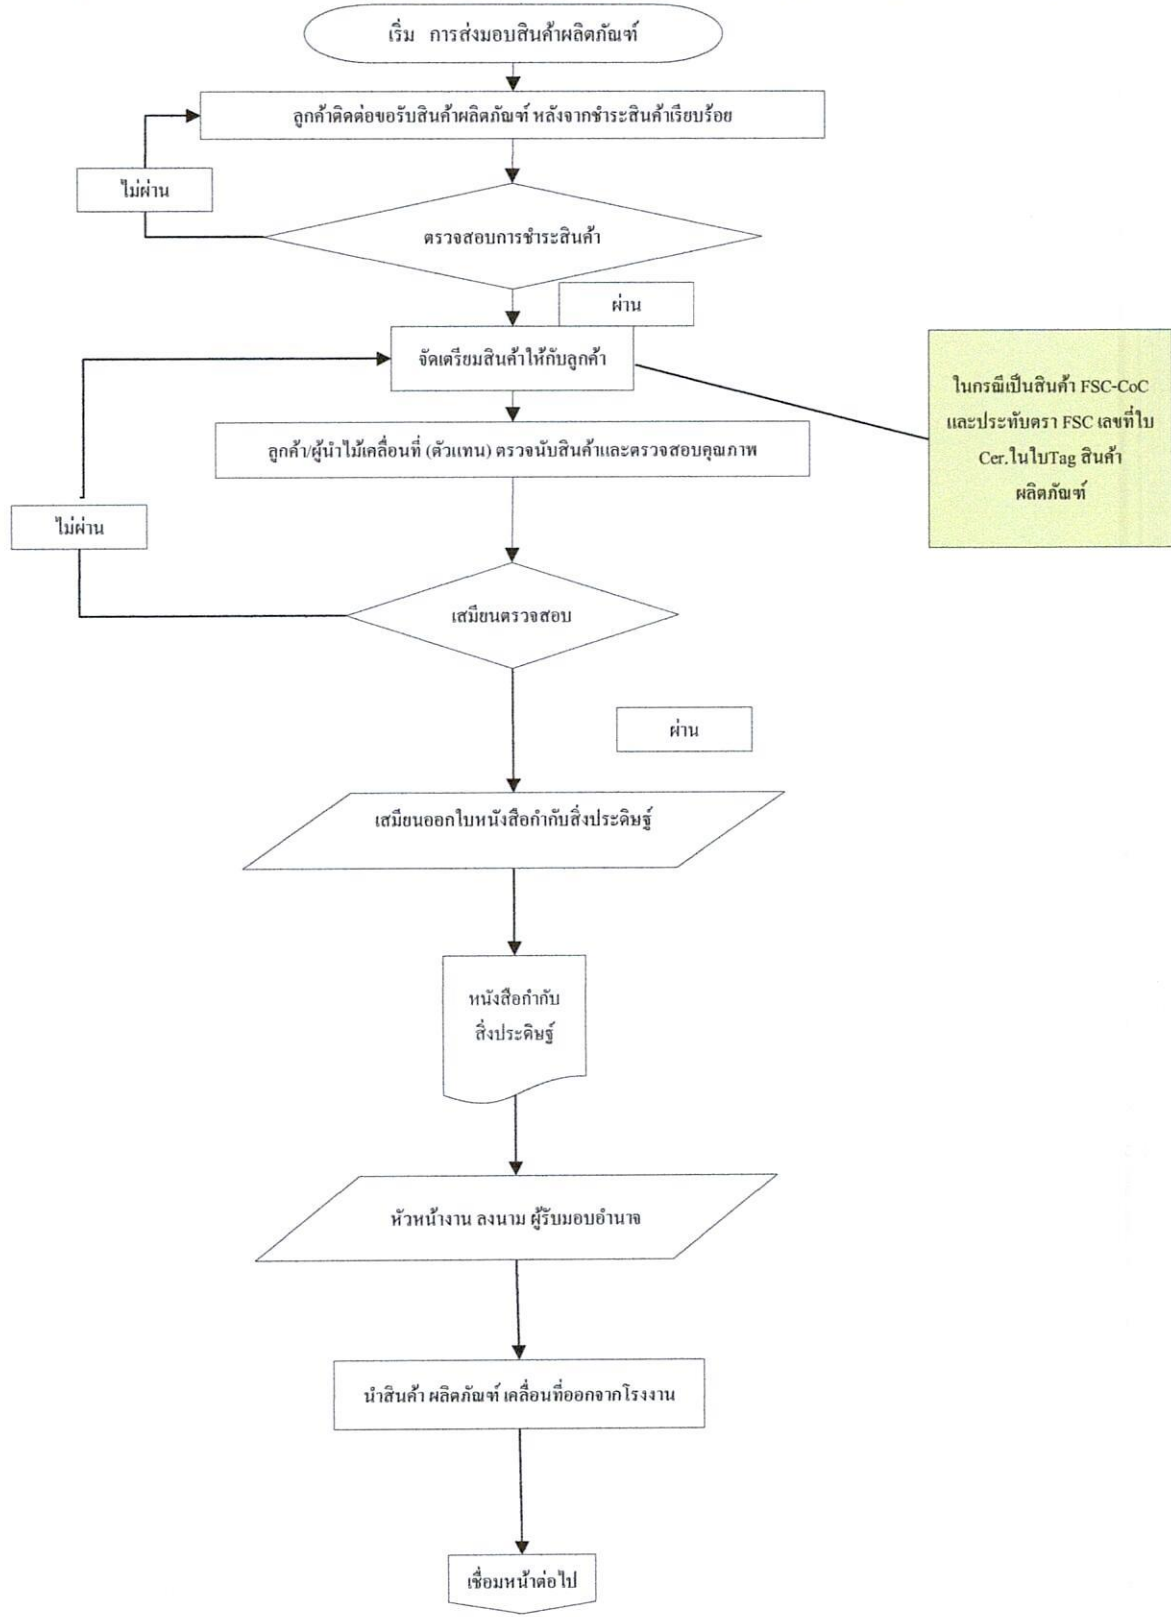 เริ่ม การส่งมอบสินค้าผลิตภัณฑ์
ลูกค้าติดต่อขอรับสินค้าผลิตภัณฑ์ หลังจากชำระสินค้าเรียบร้อย
ไม่ผ่าน
ตรวจสอบการชำระสินค้า
ผ่าน
จัดเตรียมสินค้าให้กับลูกค้า
ในกรณีเป็นสินค้า FSC-CoC
และประทับตรา FSC เลขที่ใบ
Cer.ในใบTag สินค้า
ผลิตภัณฑ์
ลูกค้า/ผู้นำไม้เคลื่อนที่ (ตัวแทน) ตรวจนับสินค้าและตรวจสอบคุณภาพ
ไม่ผ่าน
เสมียนตรวจสอบ
ผ่าน
เสมียนออกใบหนังสือกำกับสิ่งประดิษฐ์
หนังสือกำกับ
สิ่งประดิษฐ์
หัวหน้างาน ลงนาม ผู้รับมอบอำนาจ
นำสินค้า ผลิตภัณฑ์ เคลื่อนที่ออกจากโรงงาน
เชื่อมหน้าต่อไป